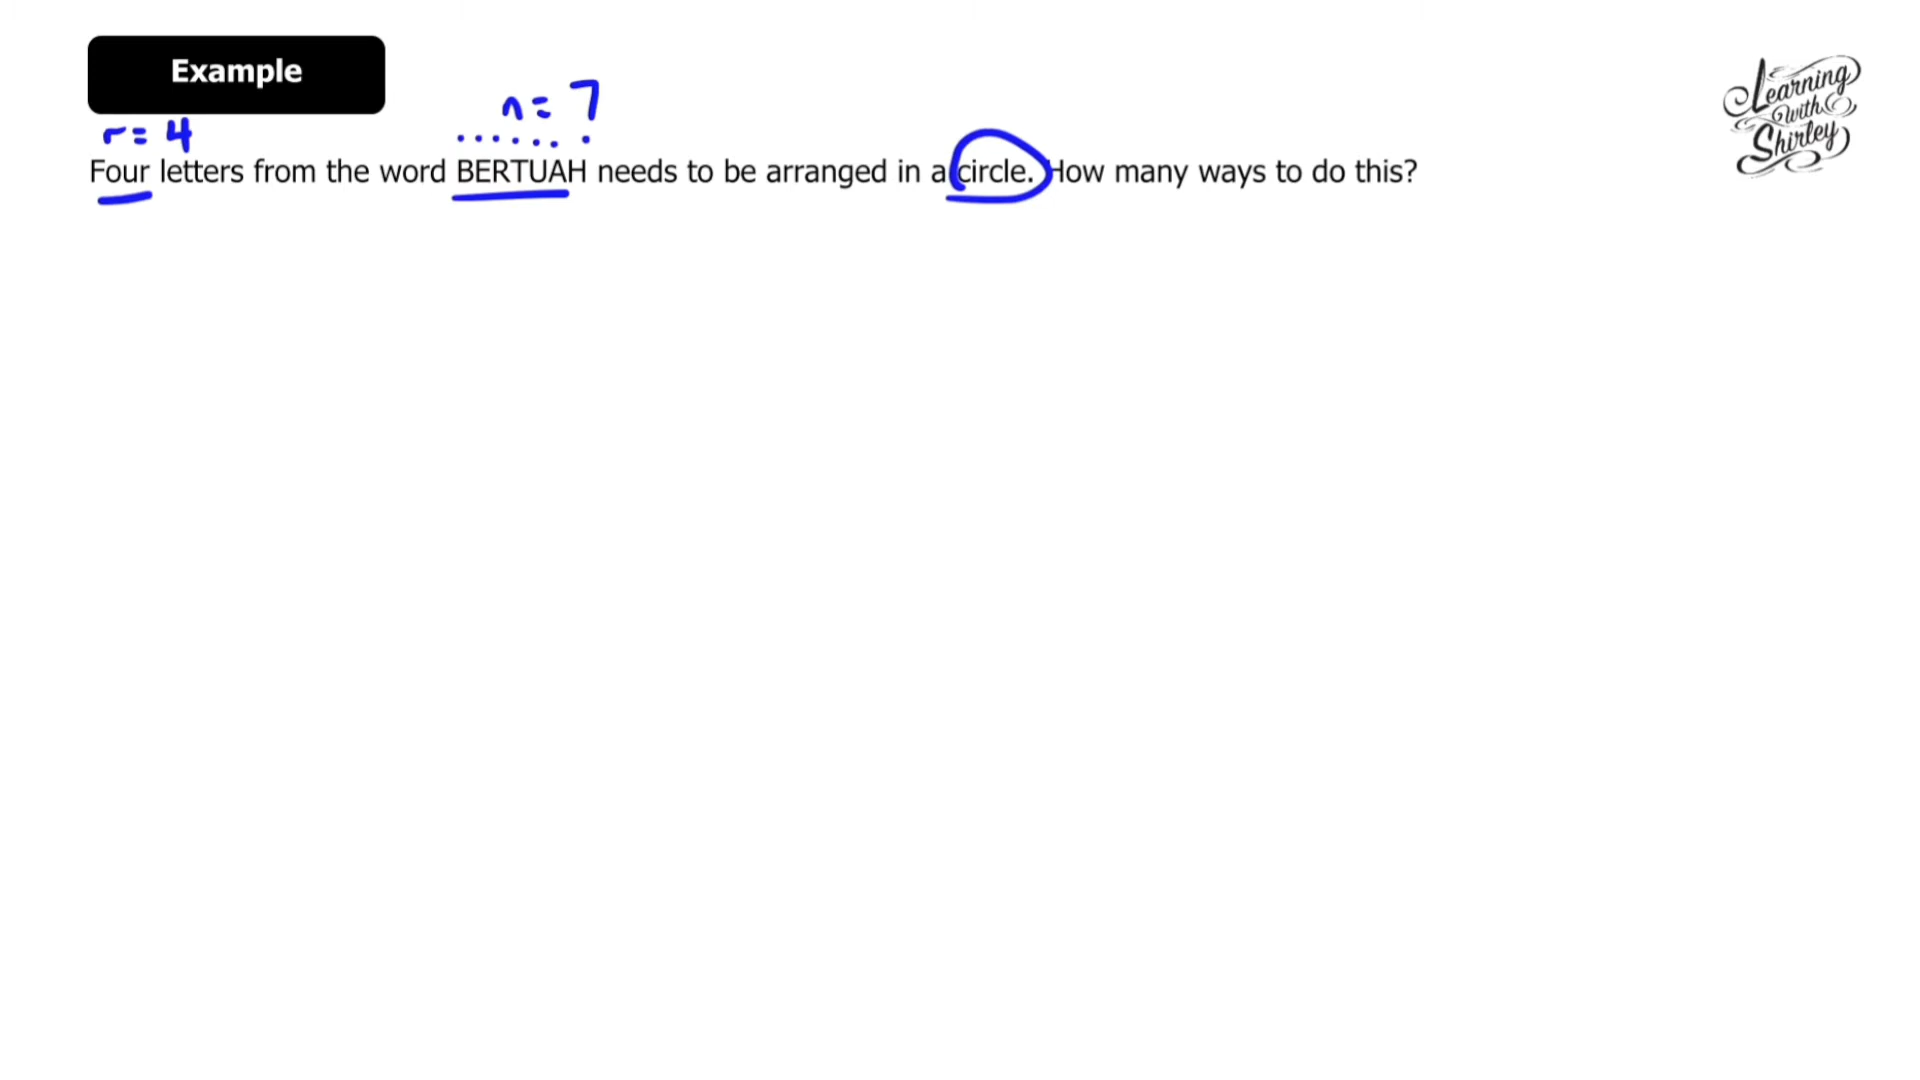 Example
n = 7
r = 4
Four letters from the word BERTUAH needs to be arranged in a circle. How many ways to do this?
Learning
with
Shirley